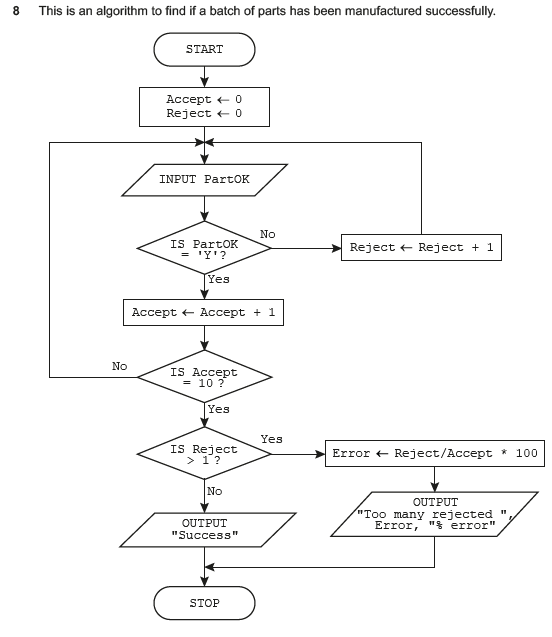 8 This is an algorithm to find if a batch of parts has been manufactured successfully.
START
Accept ← 0
Reject ← 0
INPUT PartOK
IS PartOK
= 'Y'?
No
Reject ← Reject + 1
Yes
Accept ← Accept + 1
No
IS Accept
= 10 ?
Yes
IS Reject
> 1 ?
Yes
Error ← Reject/Accept * 100
No
OUTPUT
"Success"
OUTPUT
"Too many rejected ",
Error, "% error"
STOP